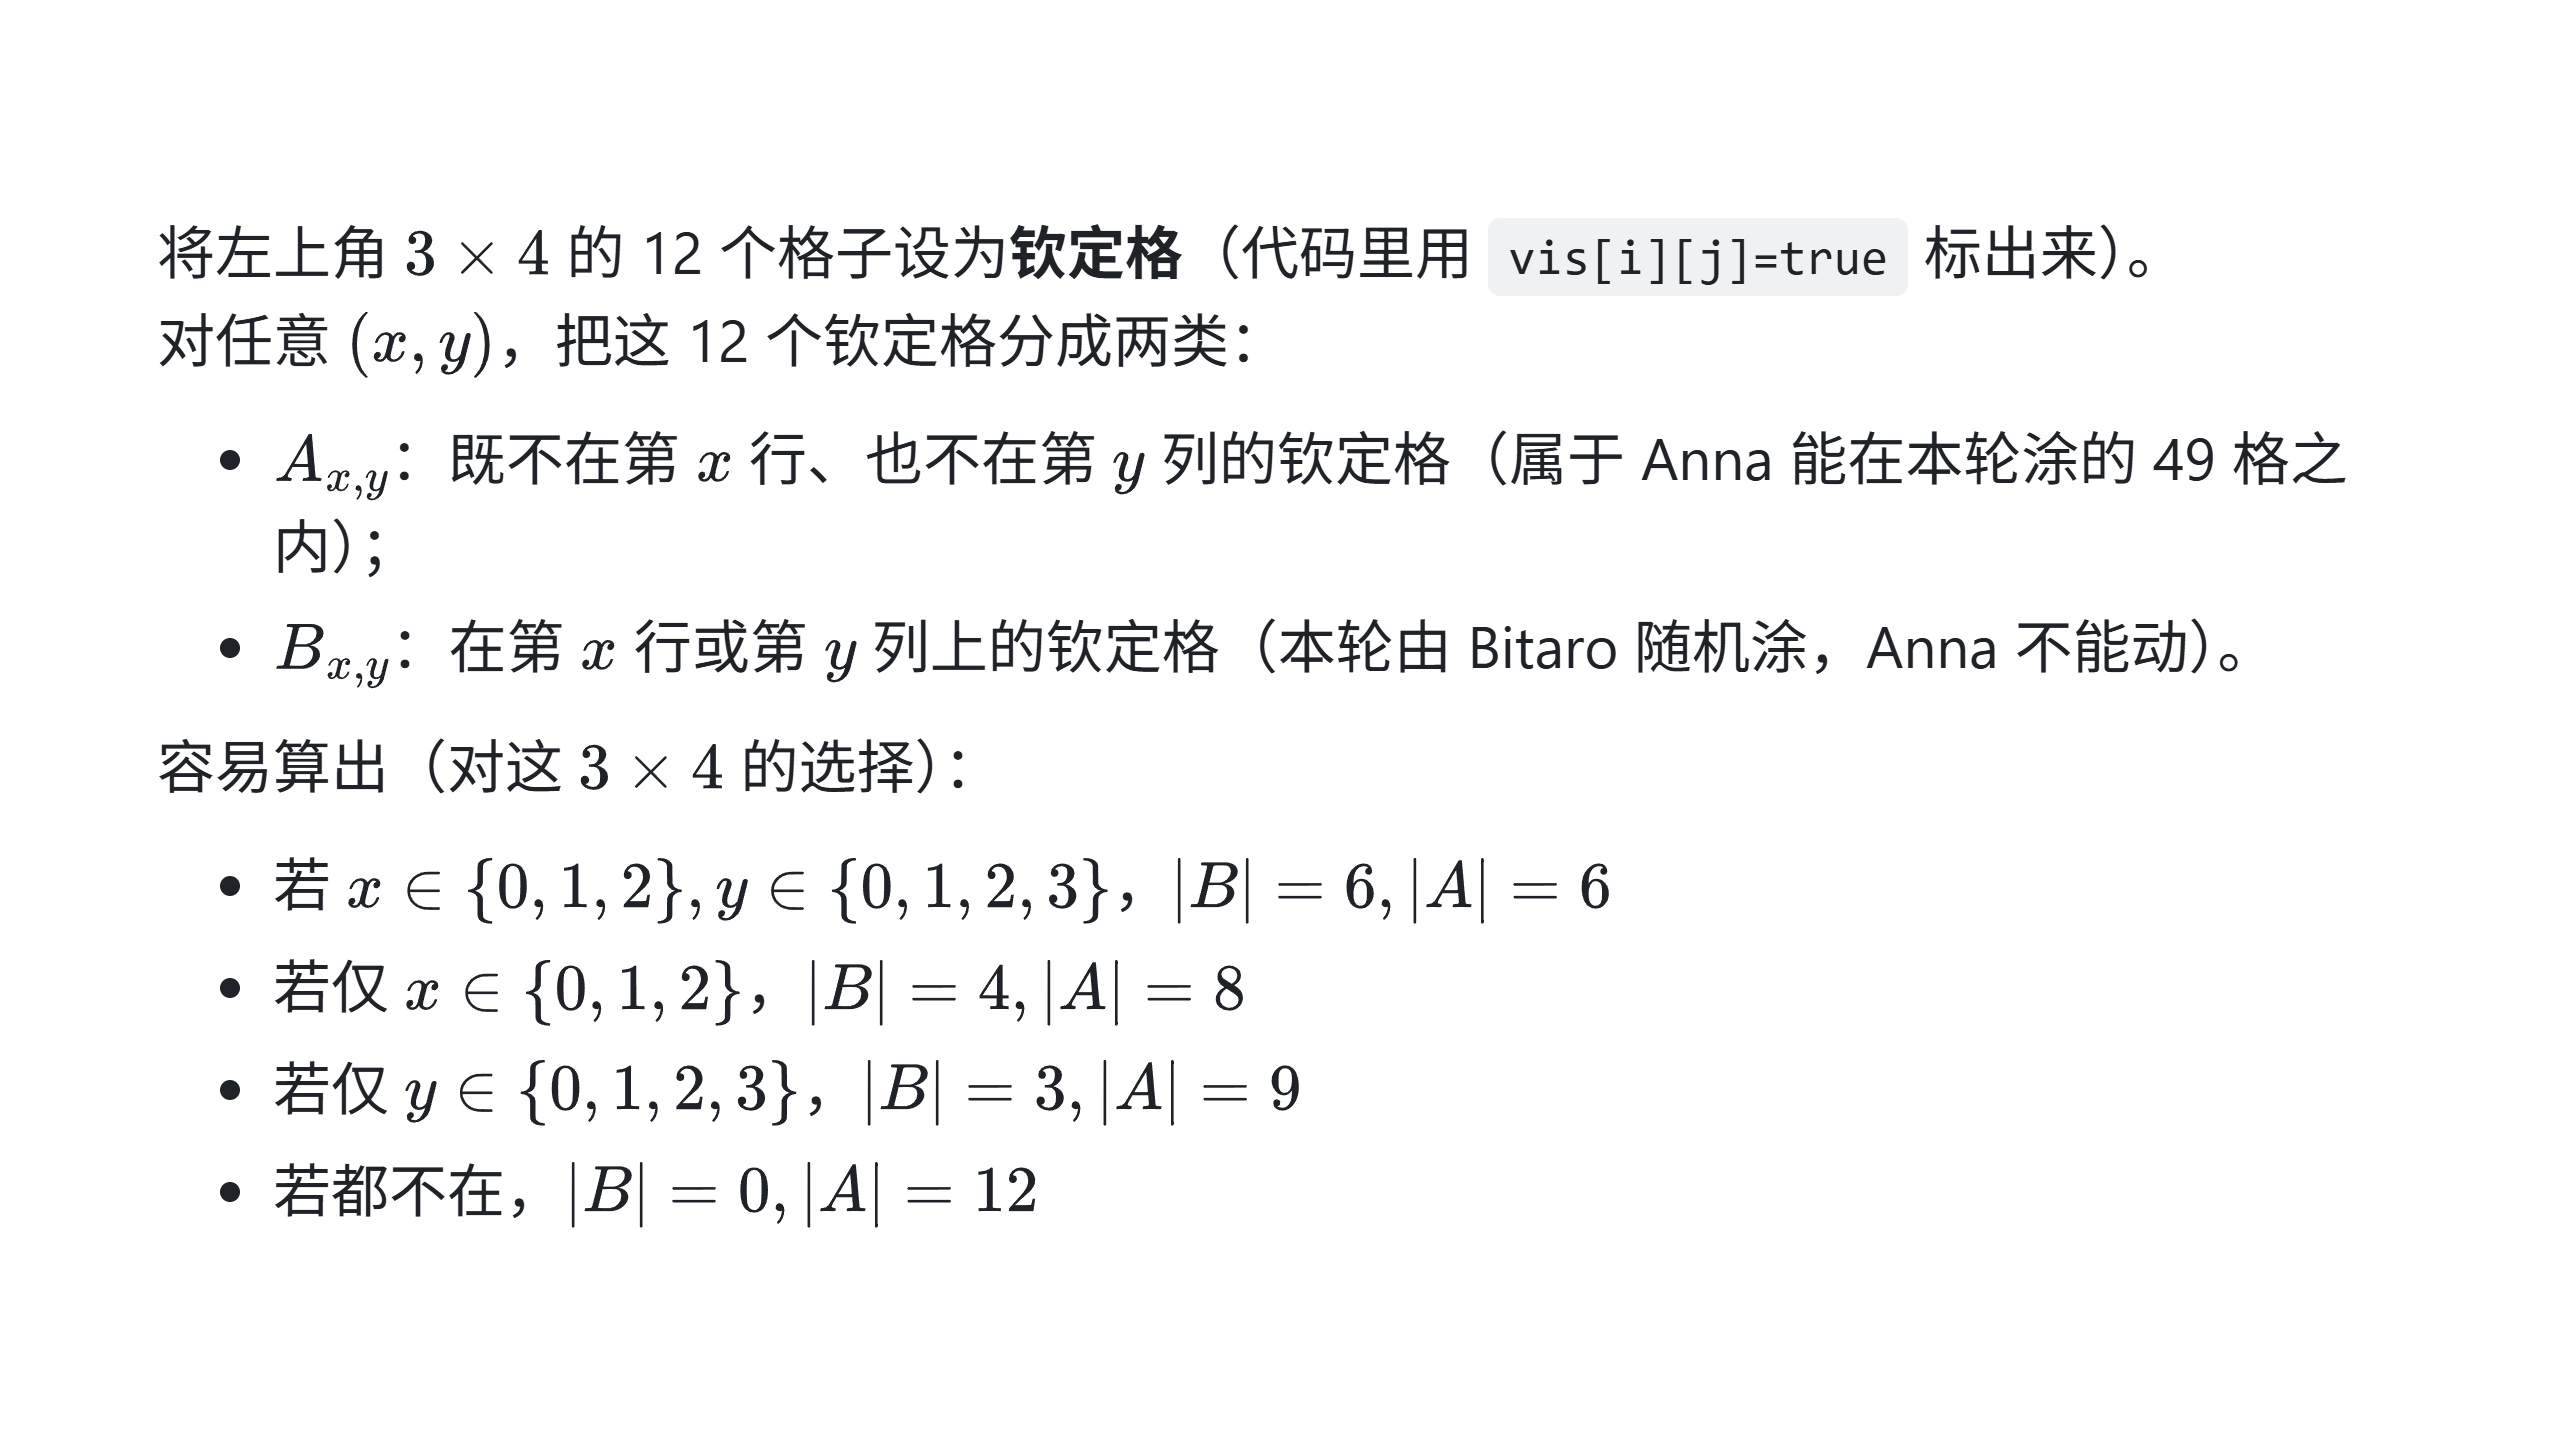 将左上角 3 × 4 的 12 个格子设为钦定格（代码里用 vis[i][j]=true 标出来）。
对任意 (x, y)，把这 12 个钦定格分成两类：
• A_{x,y}：既不在第 x 行、也不在第 y 列的钦定格（属于 Anna 能在本轮涂的 49 格之
内）；
• B_{x,y}：在第 x 行或第 y 列上的钦定格（本轮由 Bitaro 随机涂，Anna 不能动）。
容易算出（对这 3 × 4 的选择）：
• 若 x ∈ {0, 1, 2}, y ∈ {0, 1, 2, 3}，|B| = 6, |A| = 6
• 若仅 x ∈ {0, 1, 2}，|B| = 4, |A| = 8
• 若仅 y ∈ {0, 1, 2, 3}，|B| = 3, |A| = 9
• 若都不在，|B| = 0, |A| = 12